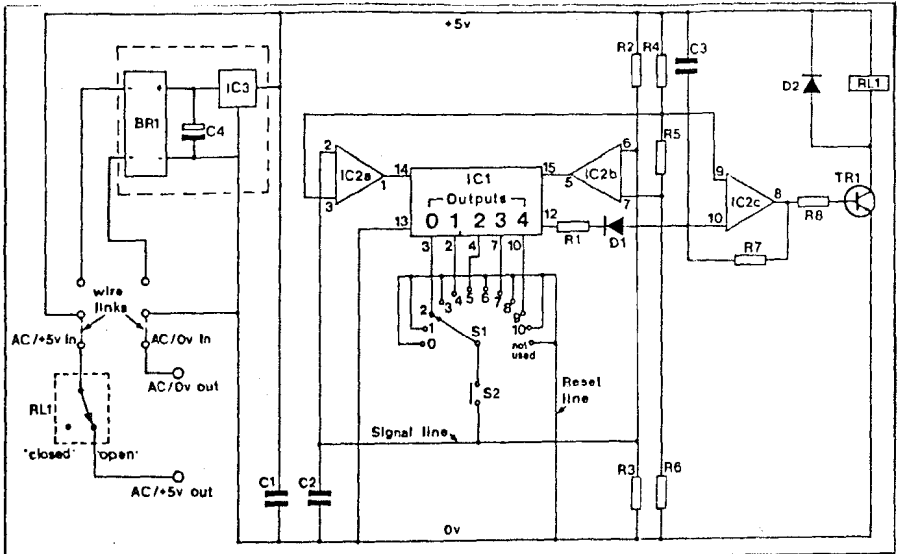 +5v
R2
R4
C3
IC3
BR1
C4
D2
RL1
2
3
IC2a
1
14
IC1
Outputs
0 1 2 3 4
13
3
2
4
7
10
12
15
6
5
IC2b
7
R5
R1
D1
9
10
IC2c
8
R8
TR1
R7
wire
links
AC/+5v In
AC/0v In
AC/0v out
RL1
"closed"
"open"
AC/+5v out
0
1
2
3
4
5
6
7
8
9
10
not
used
S1
S2
Reset
line
Signal line
C1
C2
R3
R6
0v